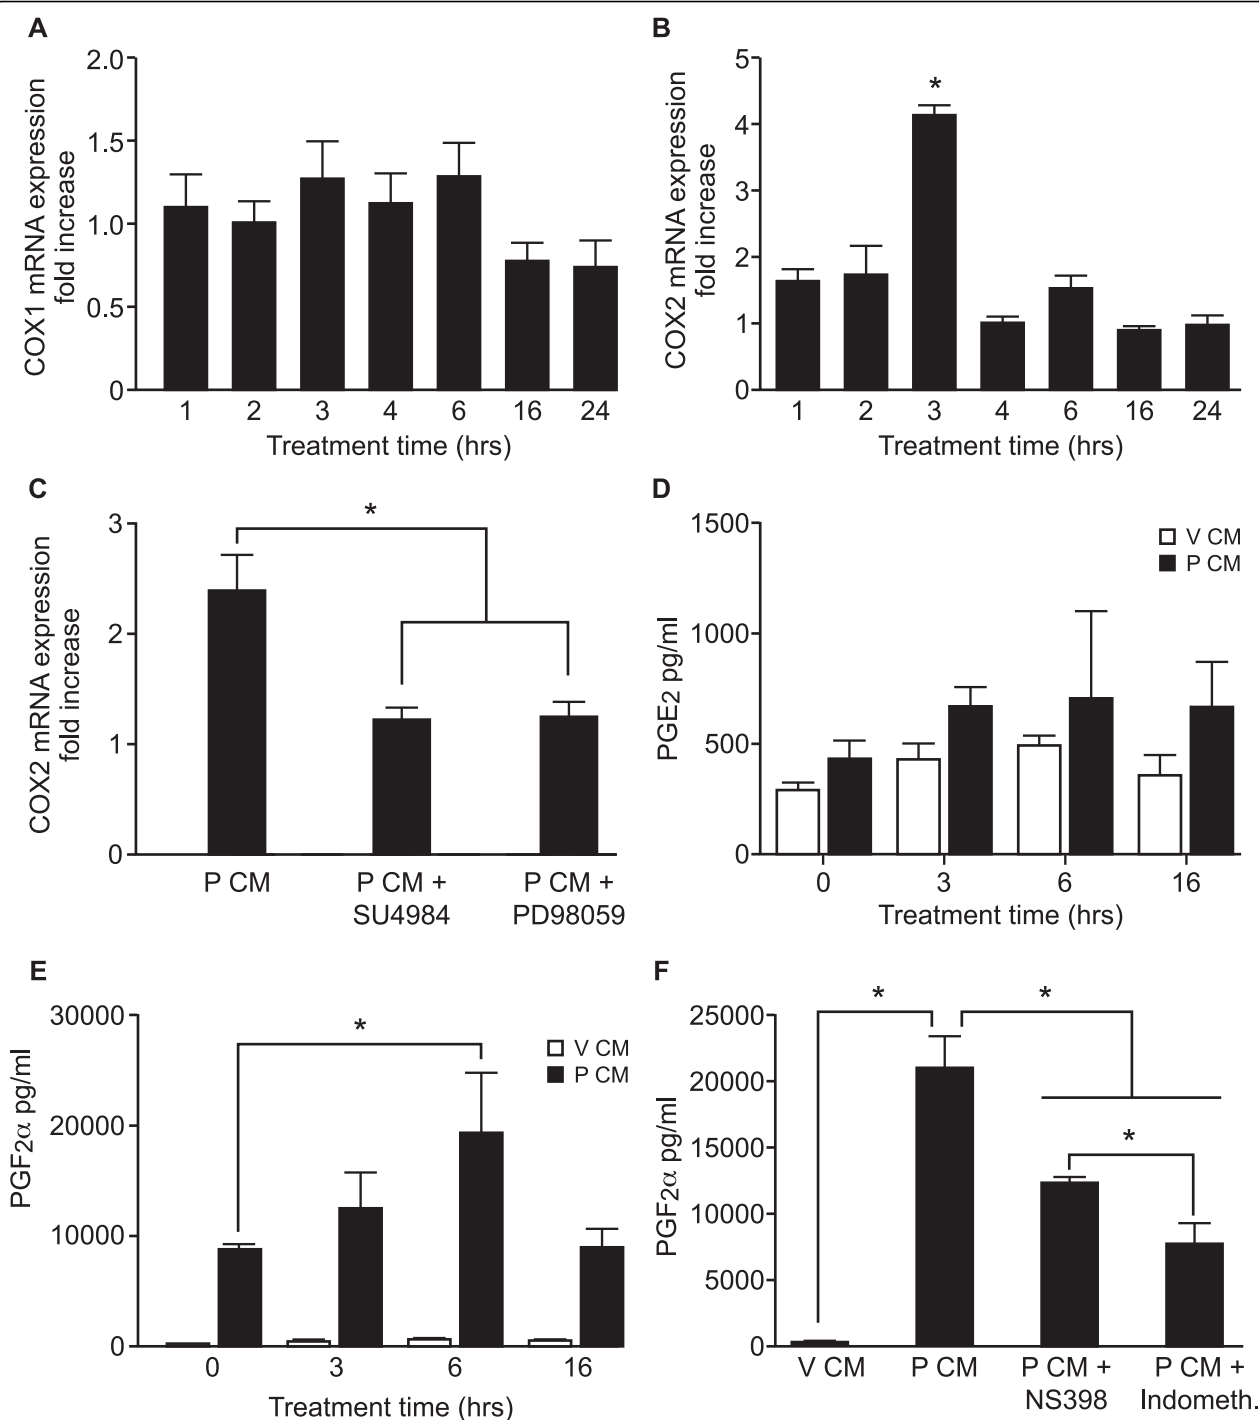 A
COX1 mRNA expression
fold increase
2.0
1.5
1.0
0.5
0
1 2 3 4 6 16 24
Treatment time (hrs)
B
COX2 mRNA expression
fold increase
5
4
3
2
1
0
*
1 2 3 4 6 16 24
Treatment time (hrs)
C
COX2 mRNA expression
fold increase
3
2
1
0
*
P CM
P CM +
SU4984
P CM +
PD98059
D
PGE2 pg/ml
1500
1000
500
0
V CM
P CM
0 3 6 16
Treatment time (hrs)
E
PGF2α pg/ml
30000
20000
10000
0
*
V CM
P CM
0 3 6 16
Treatment time (hrs)
F
PGF2α pg/ml
25000
20000
15000
10000
5000
0
* *
*
V CM
P CM
P CM +
NS398
P CM +
Indometh.